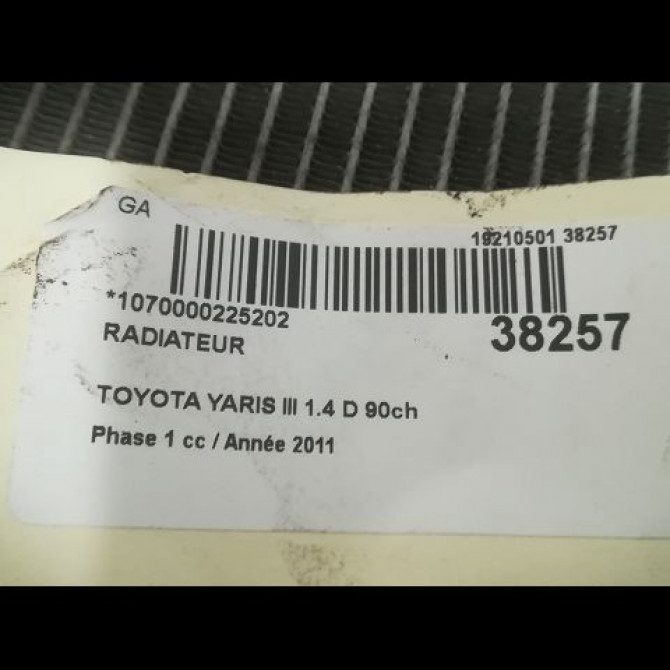 GA
19210501 38257
*1070000225202
38257
RADIATEUR
TOYOTA YARIS III 1.4 D 90ch
Phase 1 cc / Année 2011